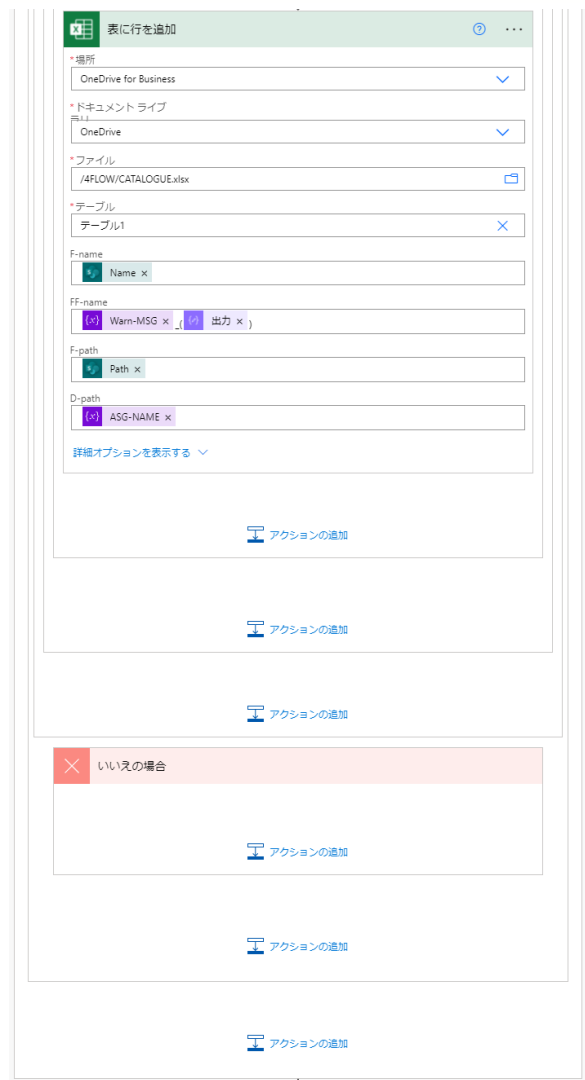 表に行を追加
*場所
OneDrive for Business
*ドキュメント ライブ
ラリ
OneDrive
*ファイル
/4FLOW/CATALOGUE.xlsx
*テーブル
テーブル1
F-name
Name ×
FF-name
{x} Warn-MSG × _( 出力 × )
F-path
Path ×
D-path
{x} ASG-NAME ×
詳細オプションを表示する
アクションの追加
アクションの追加
アクションの追加
いいえの場合
アクションの追加
アクションの追加
アクションの追加